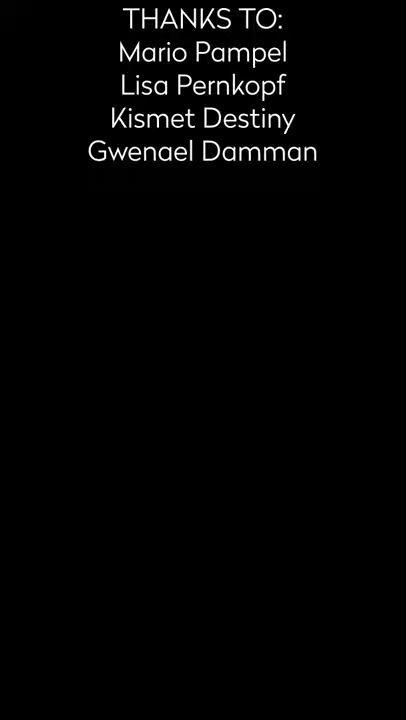 THANKS TO:
Mario Pampel
Lisa Pernkopf
Kismet Destiny
Gwenael Damman